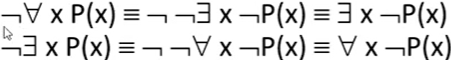 ¬∀ x P(x) ≡ ¬ ¬∃ x ¬P(x) ≡ ∃ x ¬P(x)
¬∃ x P(x) ≡ ¬ ¬∀ x ¬P(x) ≡ ∀ x ¬P(x)